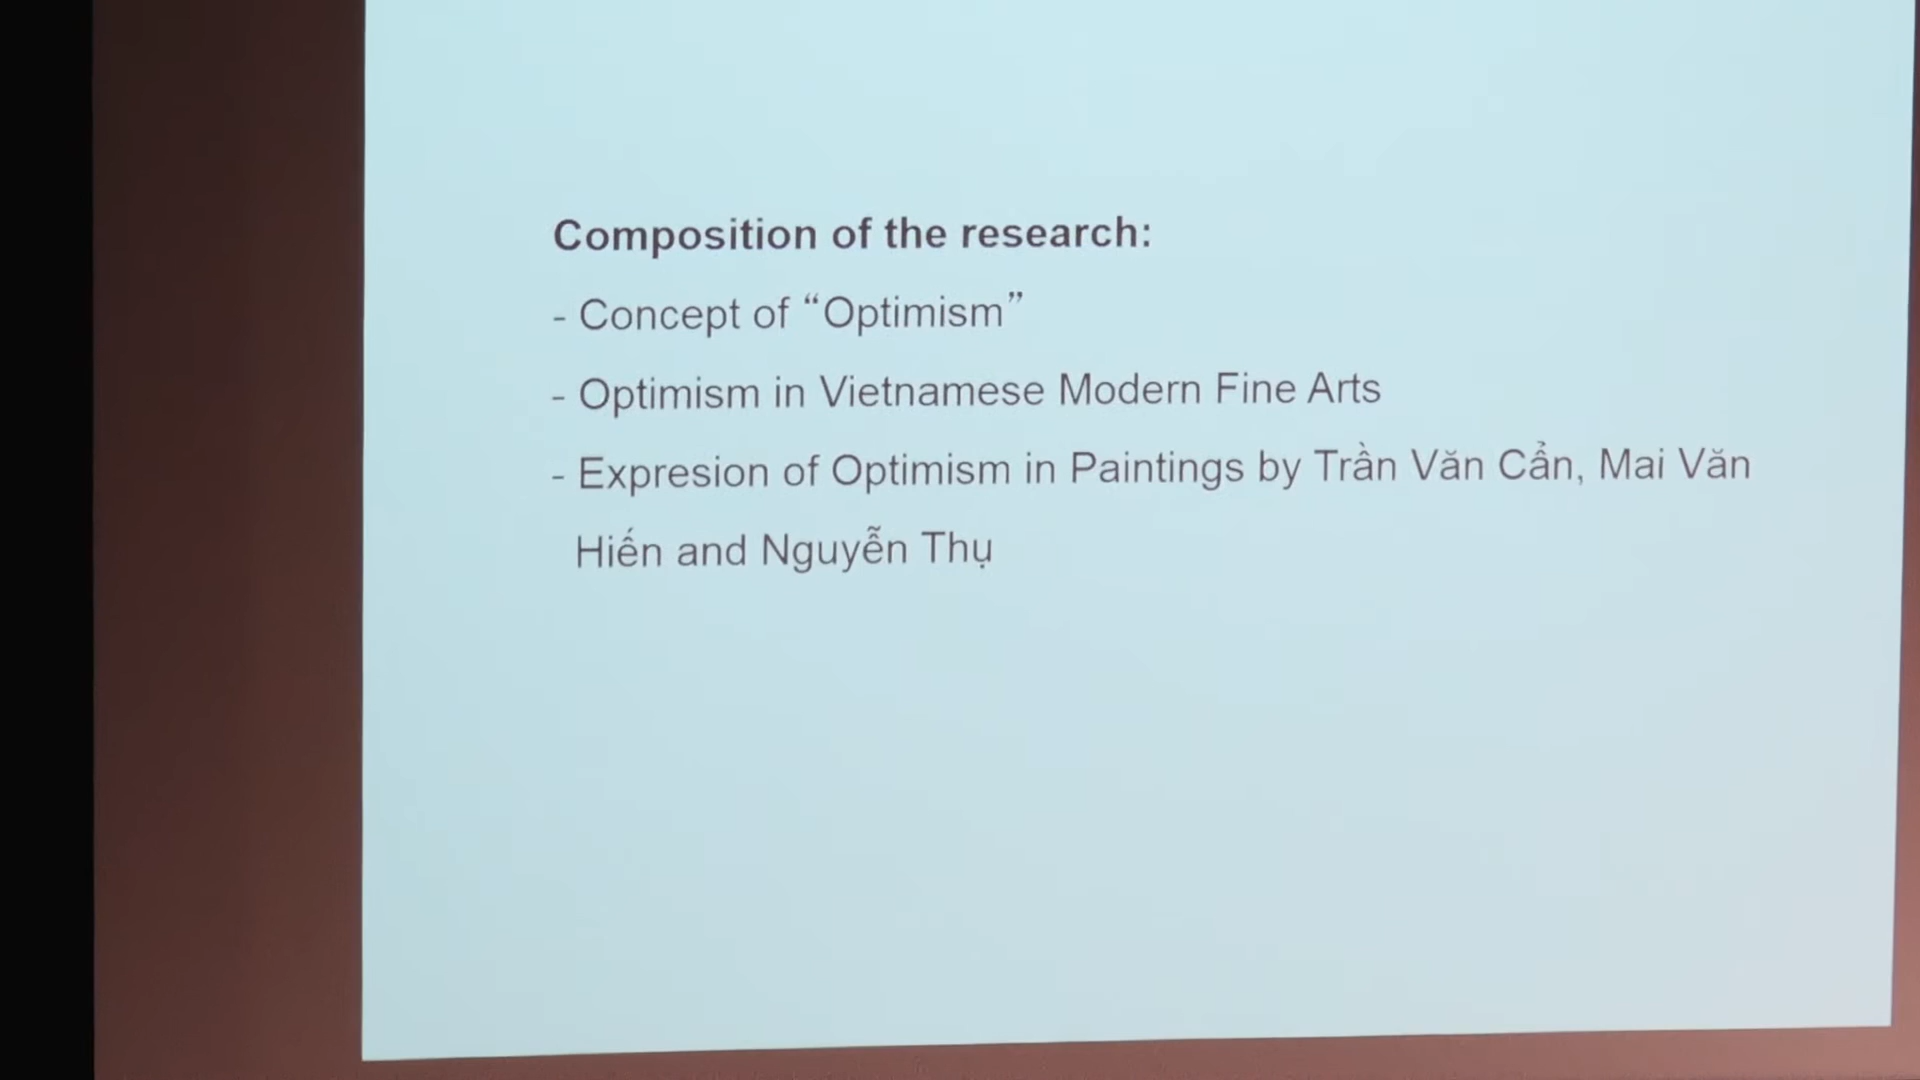 Composition of the research:
- Concept of “Optimism”
- Optimism in Vietnamese Modern Fine Arts
- Expresion of Optimism in Paintings by Trần Văn Cẩn, Mai Văn
Hiến and Nguyễn Thụ